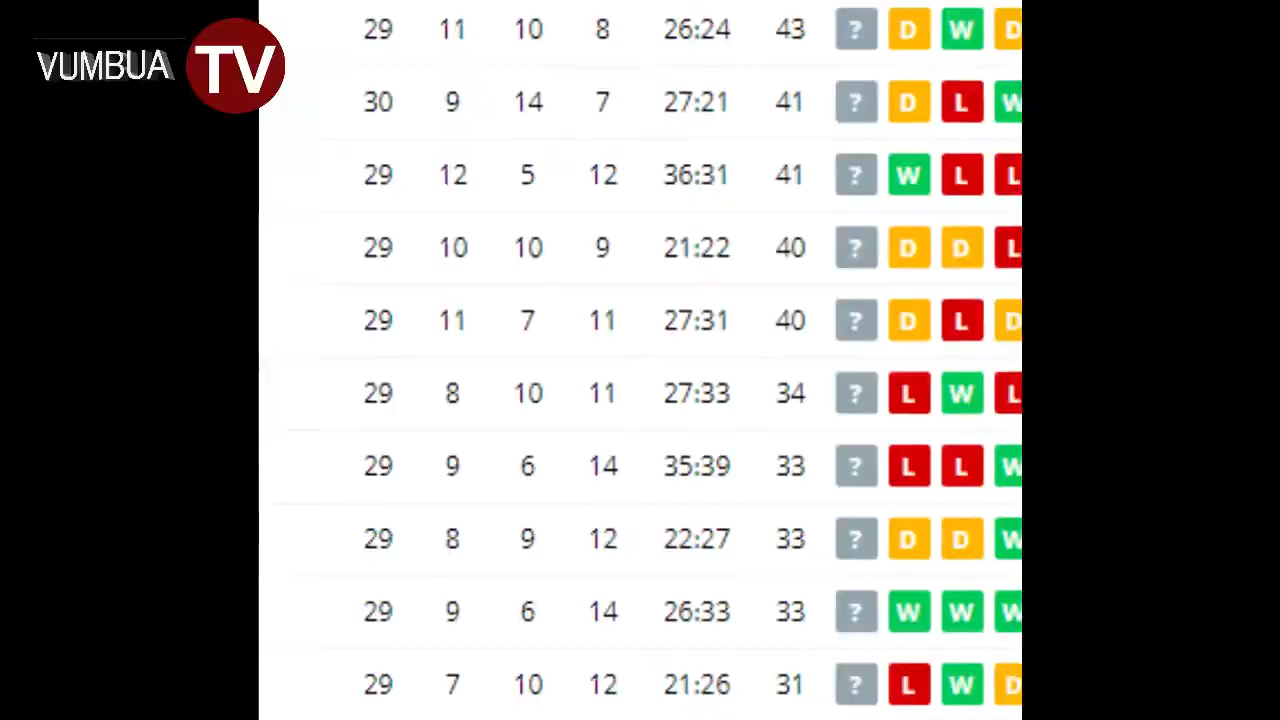 VUMBUA TV
29 11 10 8 26:24 43 ? D W D
30 9 14 7 27:21 41 ? D L W
29 12 5 12 36:31 41 ? W L L
29 10 10 9 21:22 40 ? D D L
29 11 7 11 27:31 40 ? D L D
29 8 10 11 27:33 34 ? L W L
29 9 6 14 35:39 33 ? L L W
29 8 9 12 22:27 33 ? D D W
29 9 6 14 26:33 33 ? W W W
29 7 10 12 21:26 31 ? L W D